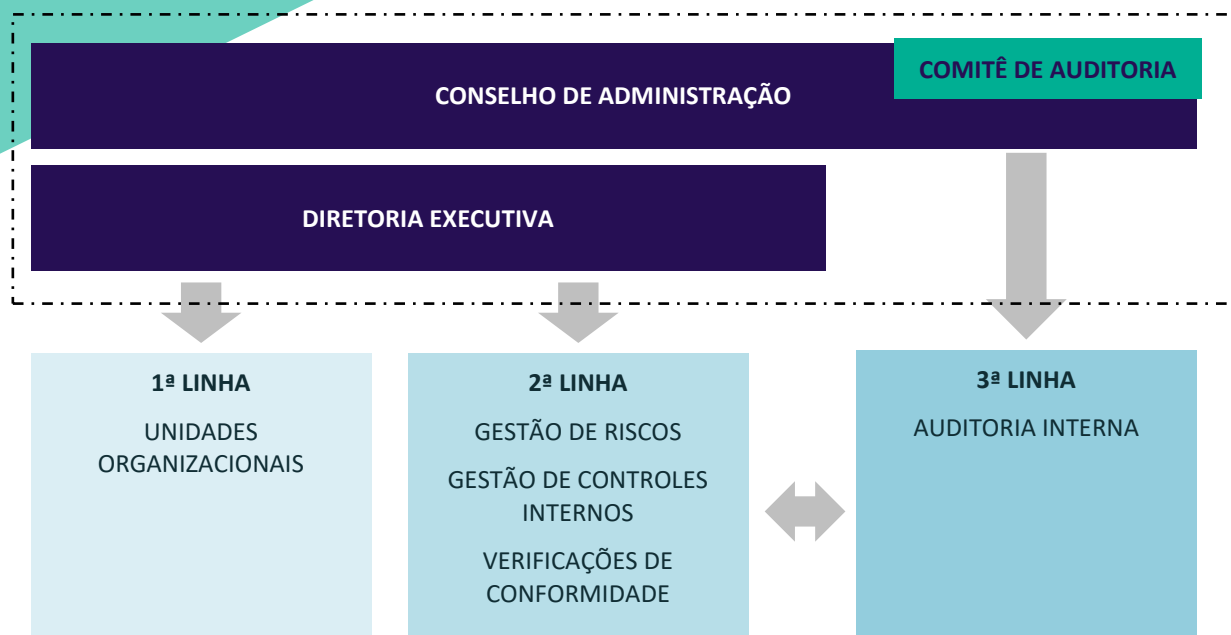 COMITÊ DE AUDITORIA
CONSELHO DE ADMINISTRAÇÃO
DIRETORIA EXECUTIVA
1ª LINHA
UNIDADES
ORGANIZACIONAIS
2ª LINHA
GESTÃO DE RISCOS
GESTÃO DE CONTROLES
INTERNOS
VERIFICAÇÕES DE
CONFORMIDADE
3ª LINHA
AUDITORIA INTERNA